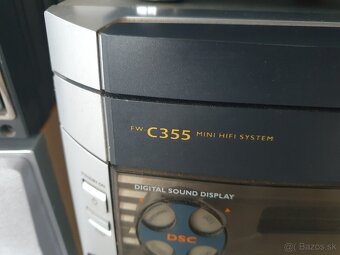 FW C355 MINI HIFI SYSTEM
DIGITAL SOUND DISPLAY
DSC
bazos.sk